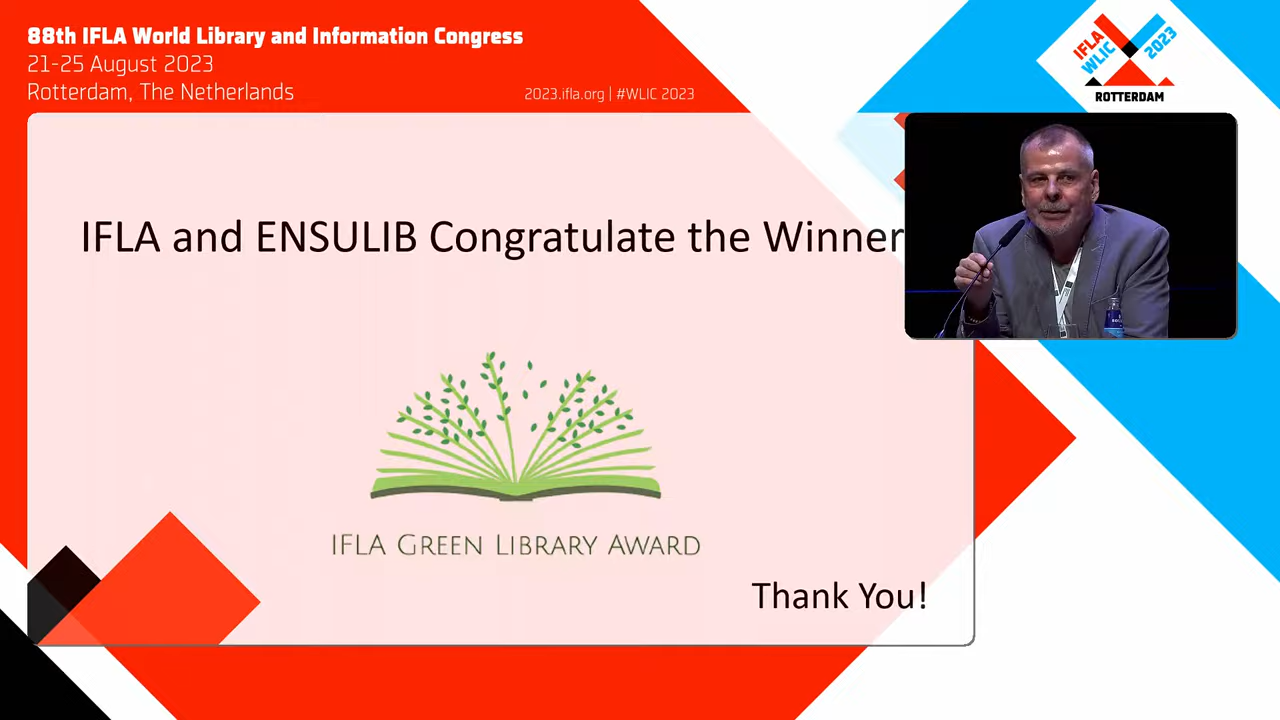 88th IFLA World Library and Information Congress
21-25 August 2023
Rotterdam, The Netherlands
2023.ifla.org | #WLIC 2023
IFLA
WLIC
2023
ROTTERDAM
IFLA and ENSULIB Congratulate the Winner
IFLA GREEN LIBRARY AWARD
Thank You!